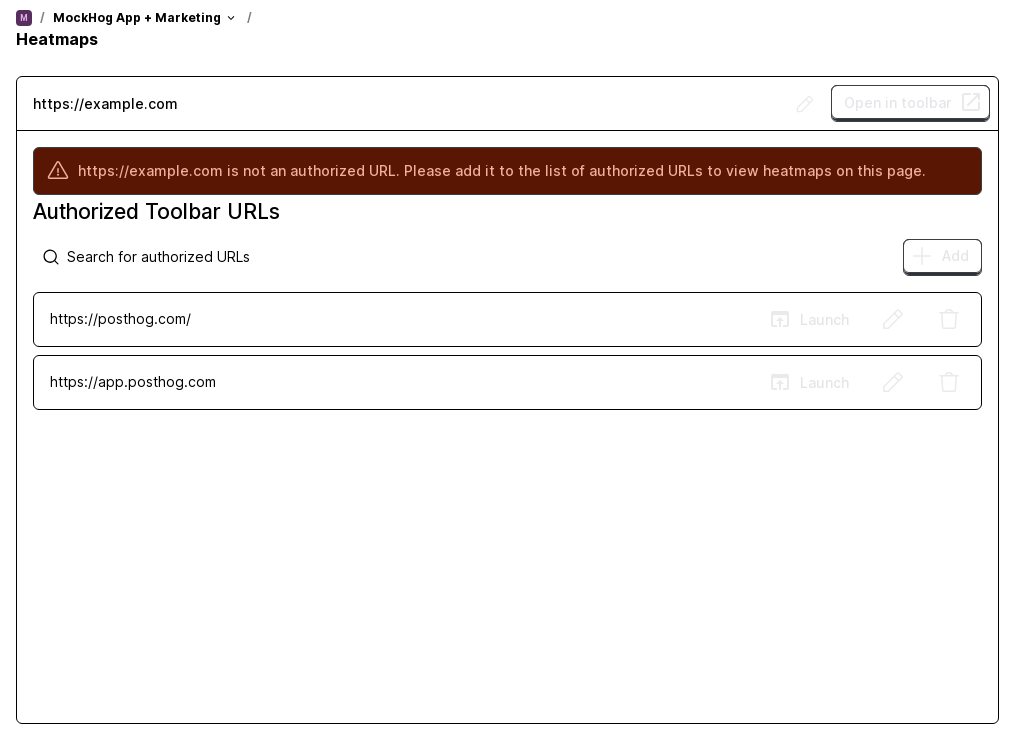 M / MockHog App + Marketing /
Heatmaps
https://example.com
Open in toolbar
https://example.com is not an authorized URL. Please add it to the list of authorized URLs to view heatmaps on this page.
Authorized Toolbar URLs
Search for authorized URLs
Add
https://posthog.com/
Launch
https://app.posthog.com
Launch